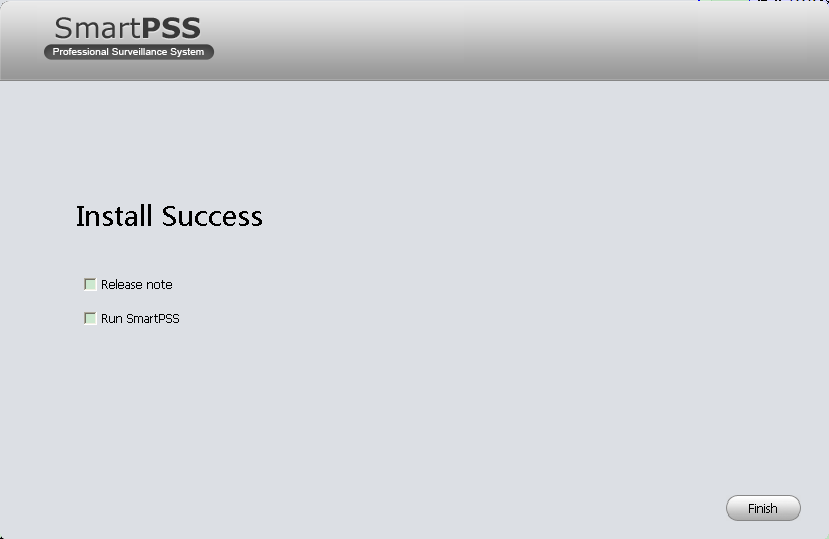 SmartPSS
Professional Surveillance System
Install Success
Release note
Run SmartPSS
Finish